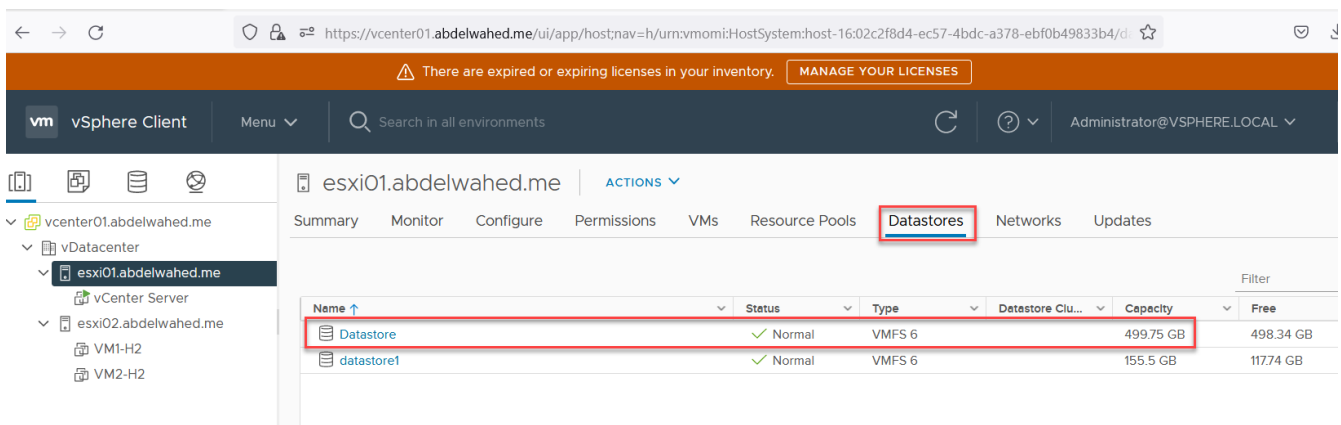 https://vcenter01.abdelwahed.me/ui/app/host;nav=h/urn:vmomi:HostSystem:host-16:02c2f8d4-ec57-4bdc-a378-ebf0b49833b4/d
There are expired or expiring licenses in your inventory. MANAGE YOUR LICENSES
vm vSphere Client Menu Search in all environments Administrator@VSPHERE.LOCAL
esxi01.abdelwahed.me ACTIONS
Summary Monitor Configure Permissions VMs Resource Pools Datastores Networks Updates
vcenter01.abdelwahed.me
vDatacenter
esxi01.abdelwahed.me
vCenter Server
esxi02.abdelwahed.me
VM1-H2
VM2-H2
Filter
Name Status Type Datastore Clu... Capacity Free
Datastore Normal VMFS 6 499.75 GB 498.34 GB
datastore1 Normal VMFS 6 155.5 GB 117.74 GB